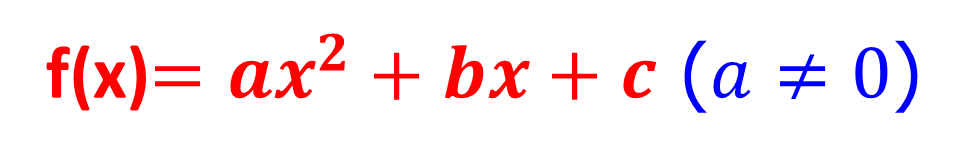 f(x)= ax² + bx + c (a ≠ 0)